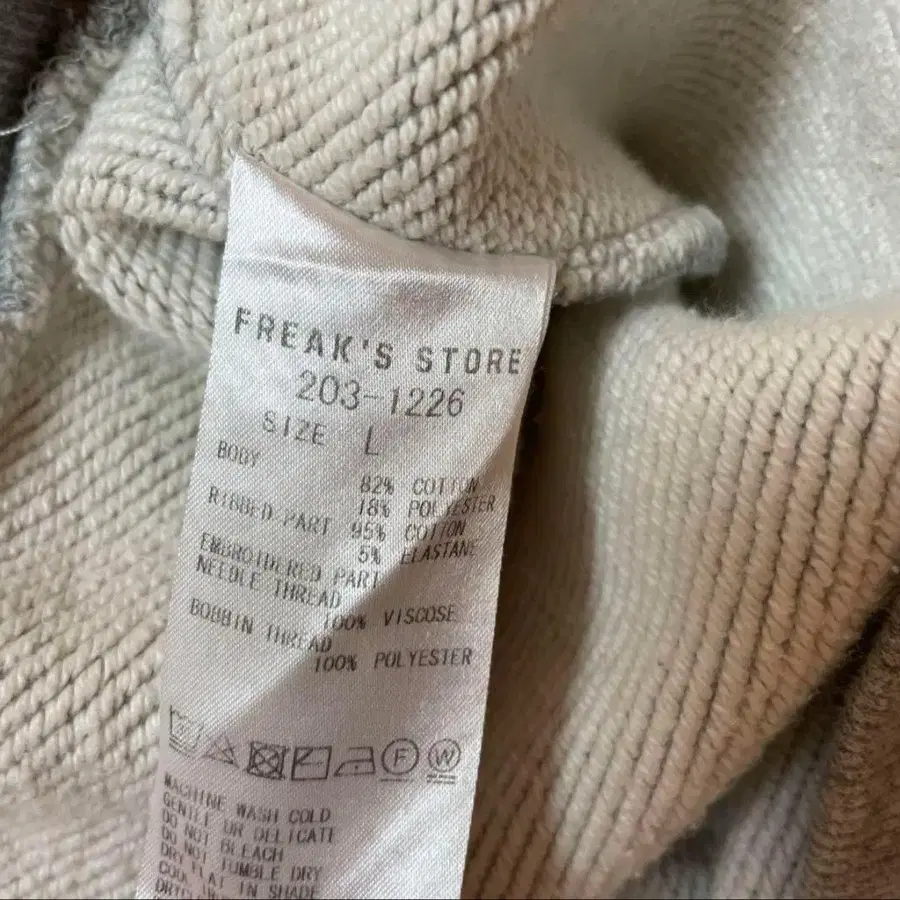 FREAK'S STORE
203-1226
SIZE L
BODY
82% COTTON
18% POLYESTER
RIBBED PART
95% COTTON
5% ELASTANE
EMBROIDERED PART
NEEDLE THREAD
100% VISCOSE
BOBBIN THREAD
100% POLYESTER
F W
MACHINE WASH COLD
GENTLE OR DELICATE
DO NOT BLEACH
DO NOT TUMBLE DRY
DRY FLAT IN SHADE